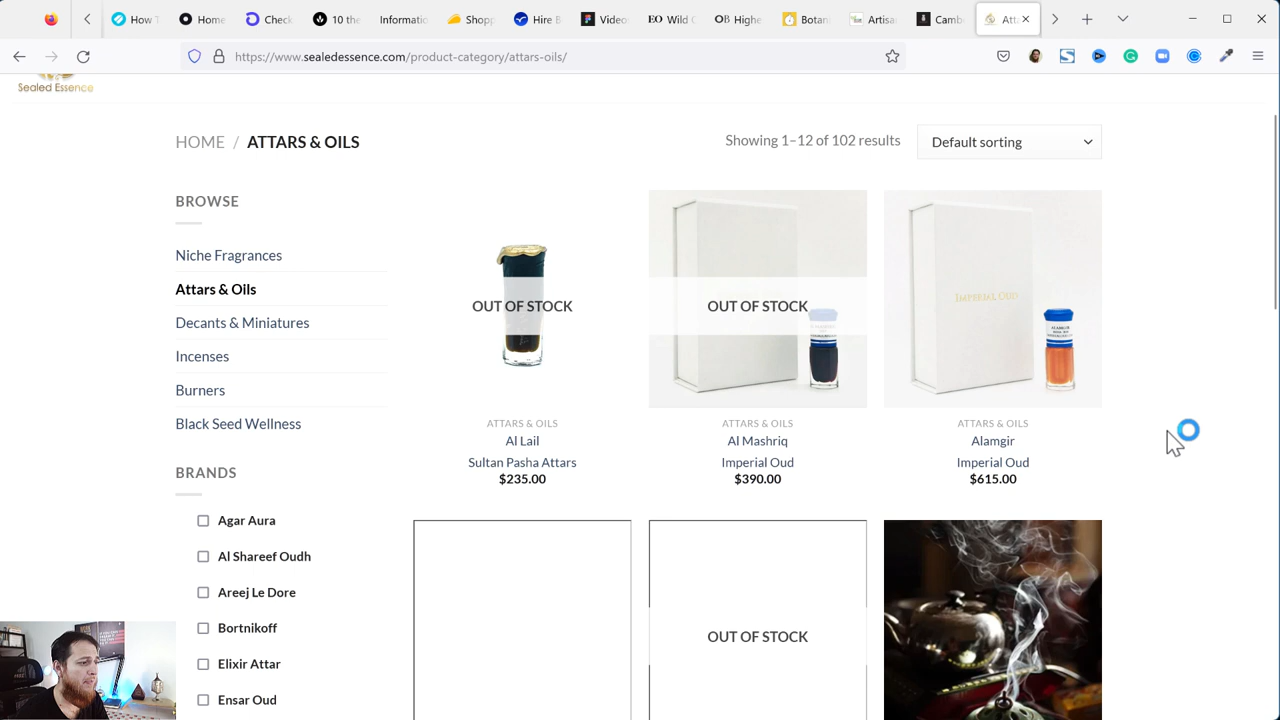 How T
Home
Check
10 the
Informatio
Shopp
Hire B
Video
EO Wild C
OB Highe
Botan
Artisa
Camb
Att
https://www.sealedessence.com/product-category/attars-oils/
Sealed Essence
HOME / ATTARS & OILS
Showing 1–12 of 102 results
Default sorting
BROWSE
Niche Fragrances
Attars & Oils
Decants & Miniatures
Incenses
Burners
Black Seed Wellness
BRANDS
Agar Aura
Al Shareef Oudh
Areej Le Dore
Bortnikoff
Elixir Attar
Ensar Oud
OUT OF STOCK
ATTARS & OILS
Al Lail
Sultan Pasha Attars
$235.00
OUT OF STOCK
ATTARS & OILS
Al Mashriq
Imperial Oud
$390.00
IMPERIAL OUD
ALAMGIR
ATTARS & OILS
Alamgir
Imperial Oud
$615.00
OUT OF STOCK